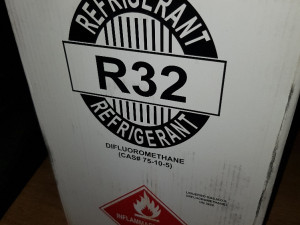 REFRIGERANT
R32
REFRIGERANT
DIFLUOROMETHANE
(CAS# 75-10-5)